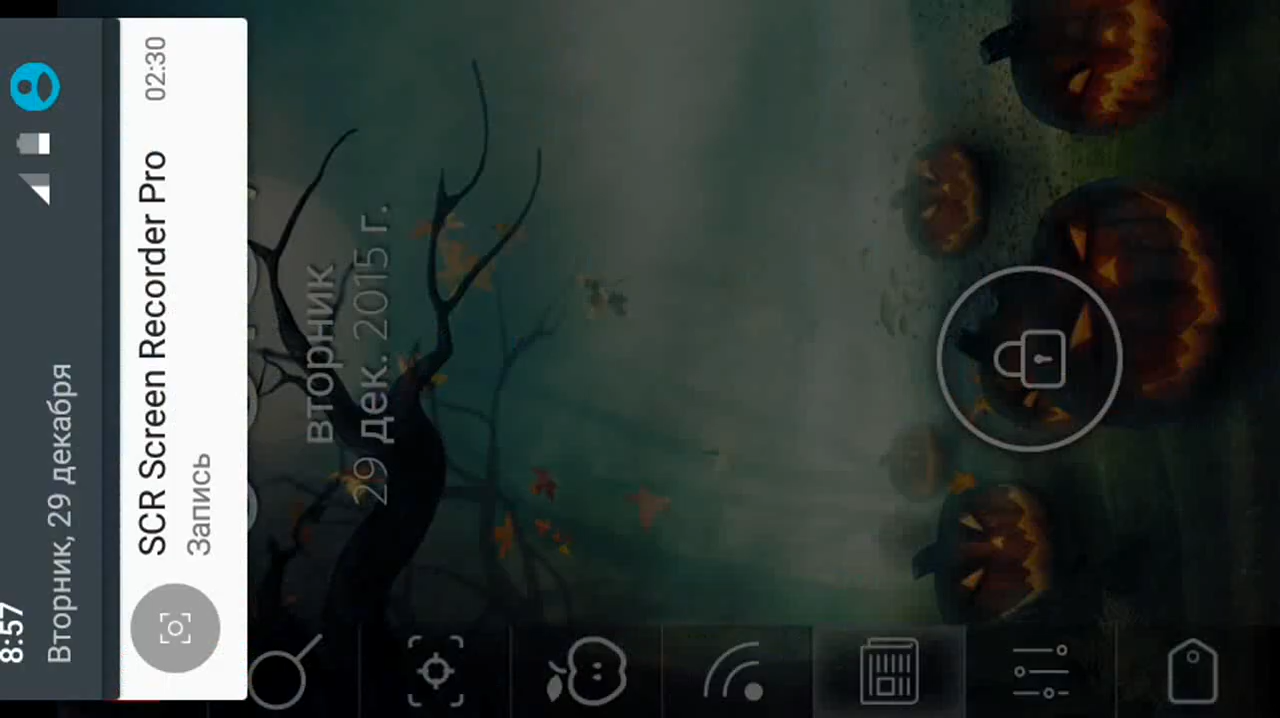 8:57
Вторник, 29 декабря
SCR Screen Recorder Pro 02:30
Запись
вторник
29 дек. 2015 г.